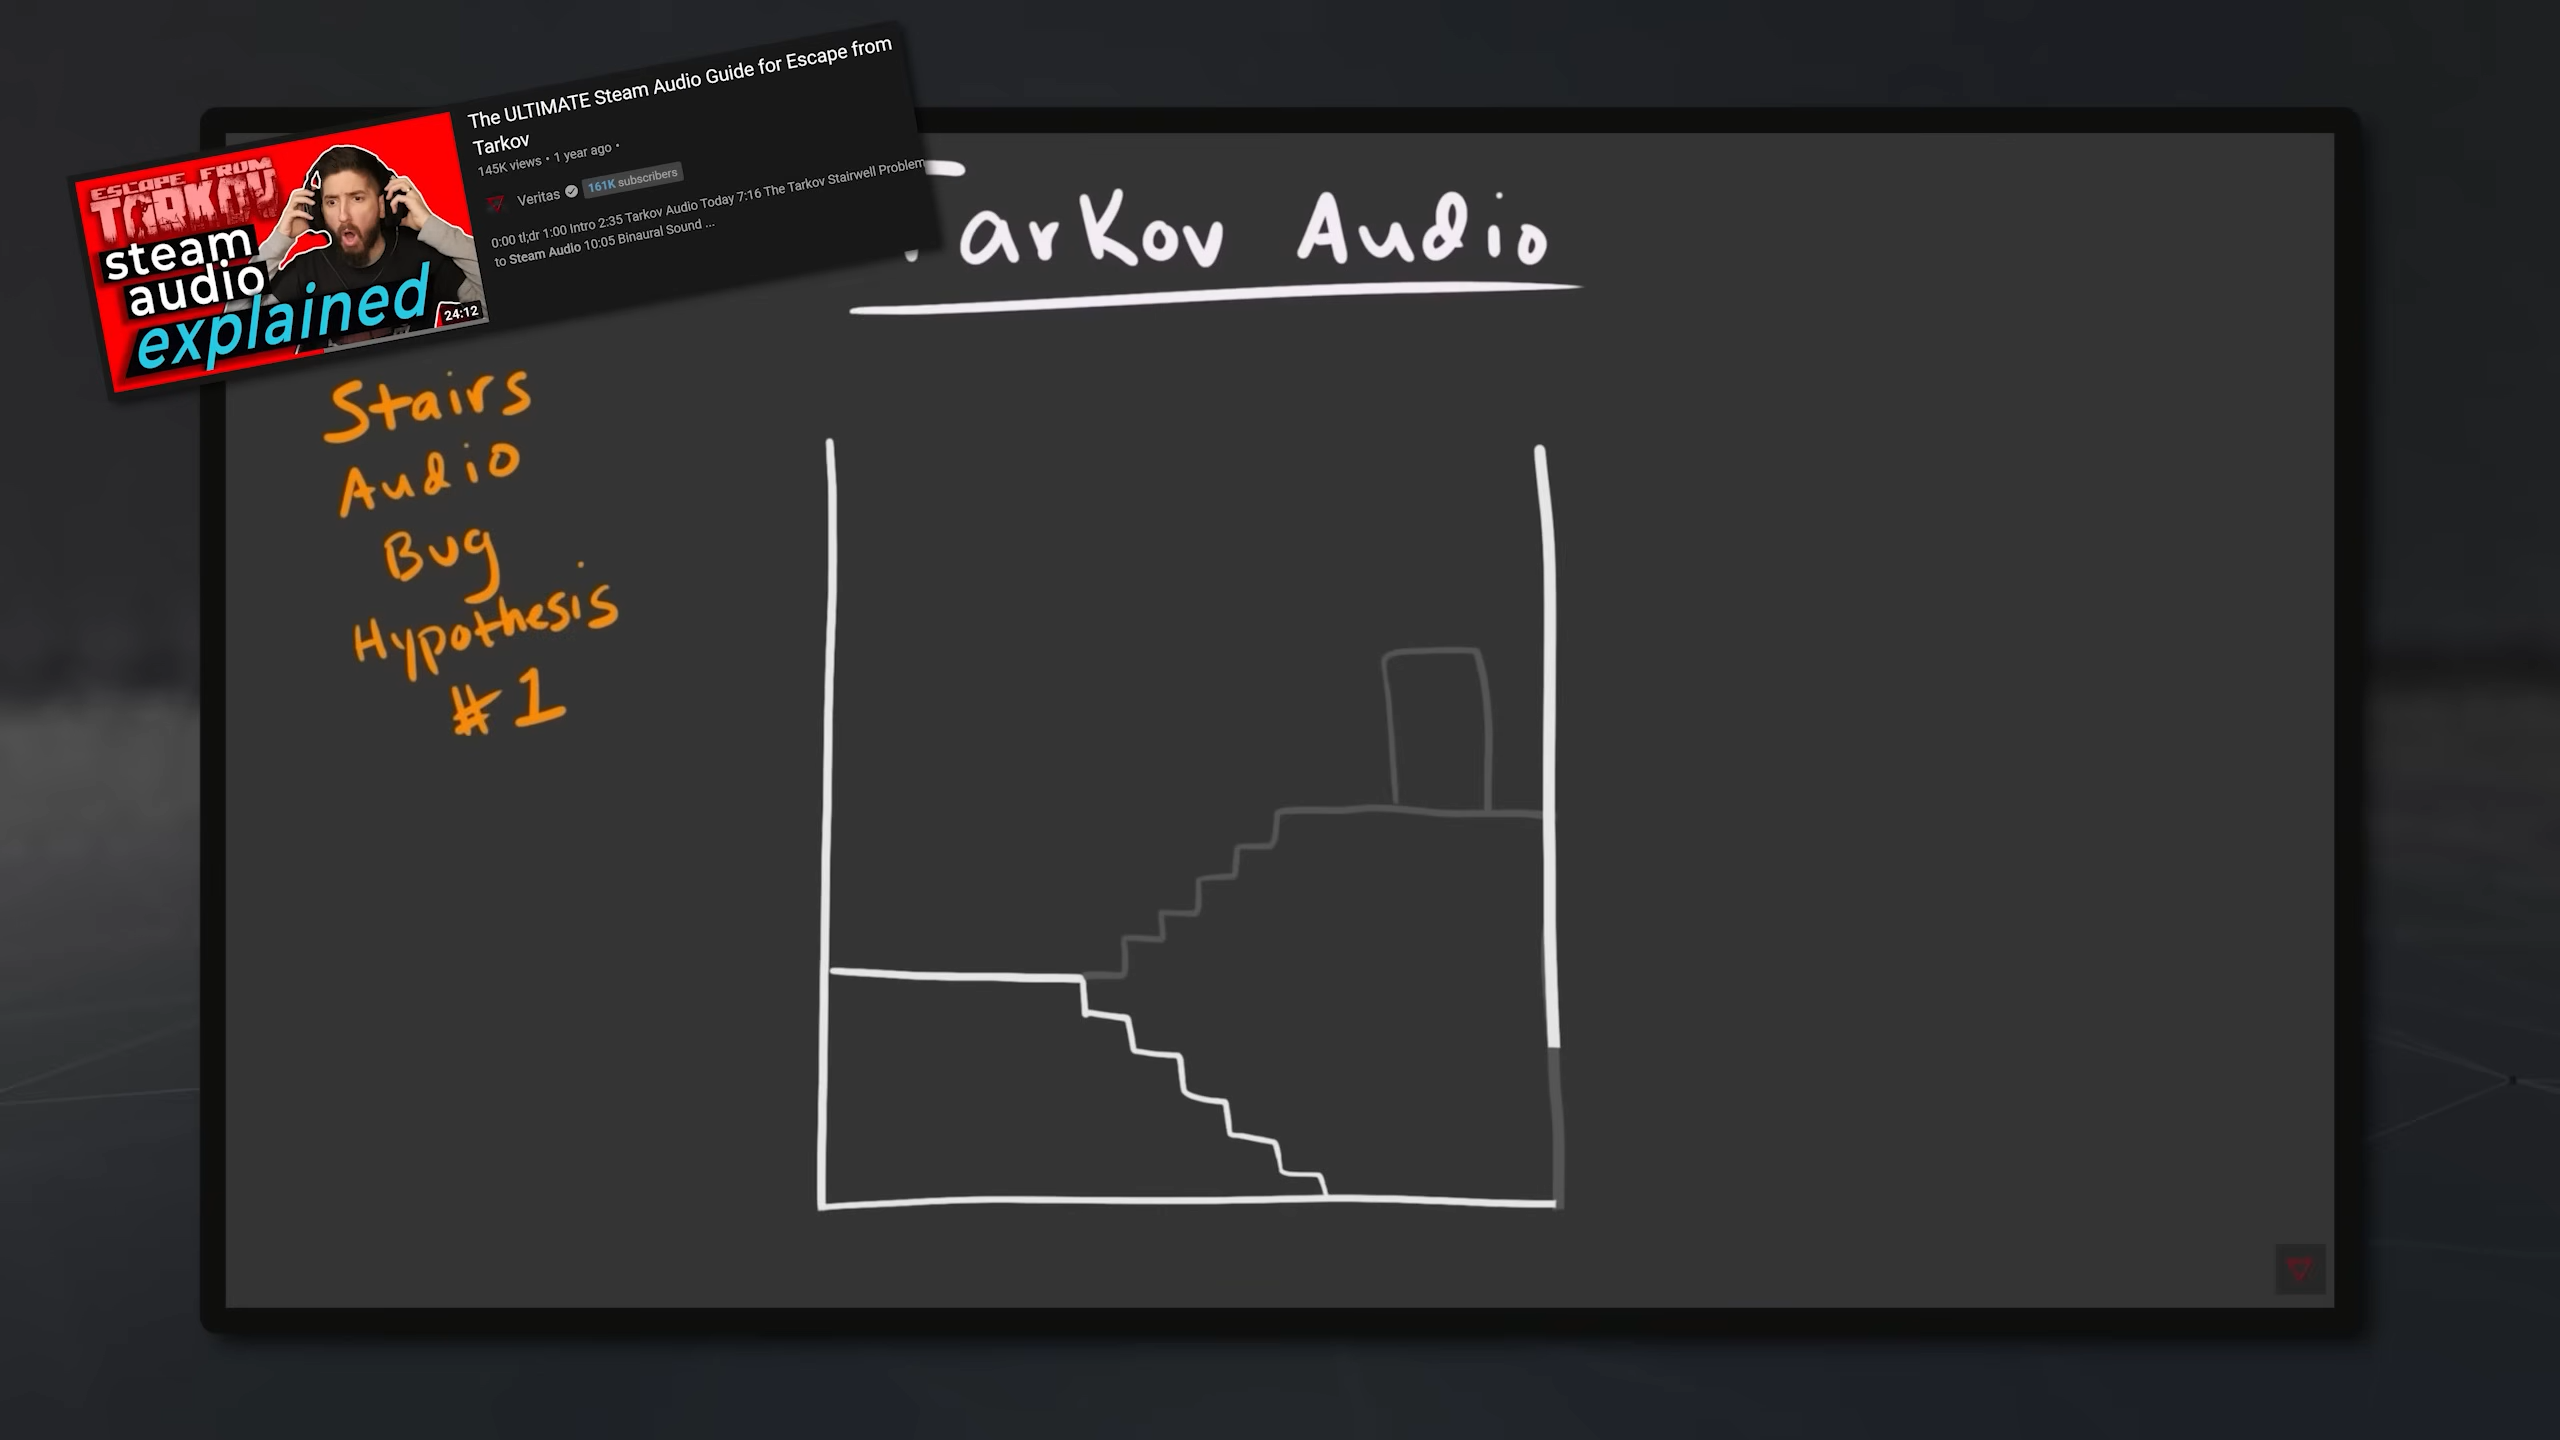 The ULTIMATE Steam Audio Guide for Escape from
Tarkov
145K views • 1 year ago •
Veritas 161K subscribers
0:00 tl;dr 1:00 Intro 2:35 Tarkov Audio Today 7:16 The Tarkov Stairwell Problem
to Steam Audio 10:05 Binaural Sound ...
ESCAPE FROM
TARKOV
steam
audio
explained
24:12
TarKov Audio
Stairs
Audio
Bug
Hypothesis
#1